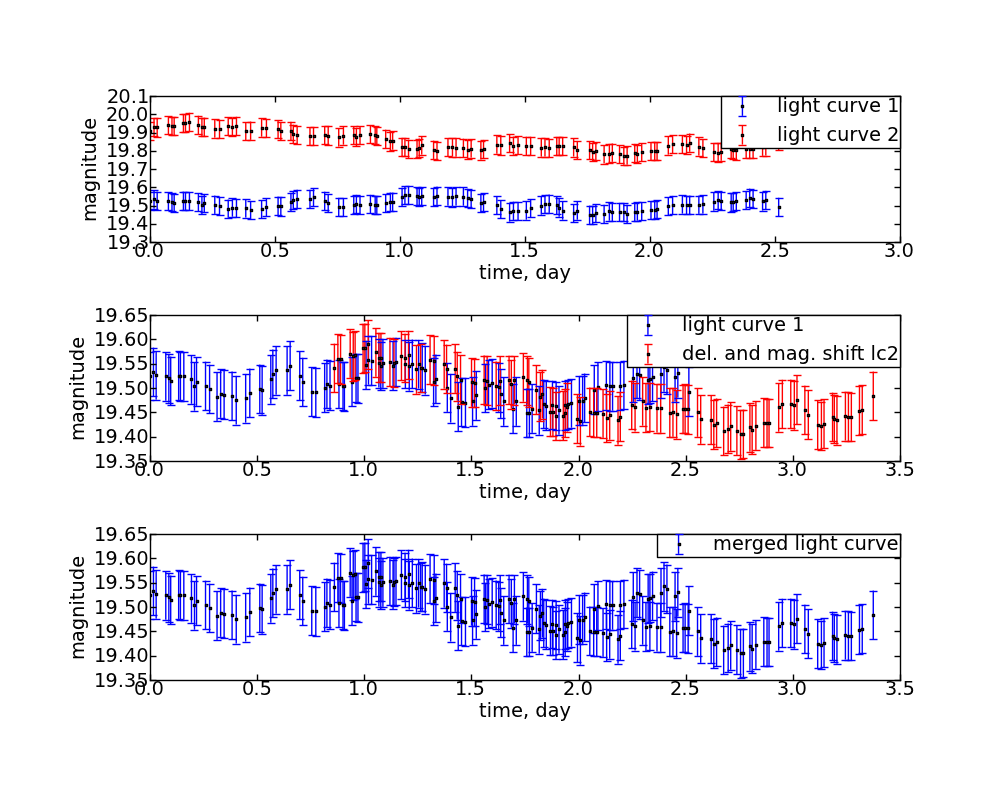 20.1
20.0
19.9
19.8
19.7
19.6
19.5
19.4
19.3
magnitude
light curve 1
light curve 2
0.0 0.5 1.0 1.5 2.0 2.5 3.0
time, day
19.65
19.60
19.55
19.50
19.45
19.40
19.35
magnitude
light curve 1
del. and mag. shift lc2
0.0 0.5 1.0 1.5 2.0 2.5 3.0 3.5
time, day
19.65
19.60
19.55
19.50
19.45
19.40
19.35
magnitude
merged light curve
0.0 0.5 1.0 1.5 2.0 2.5 3.0 3.5
time, day